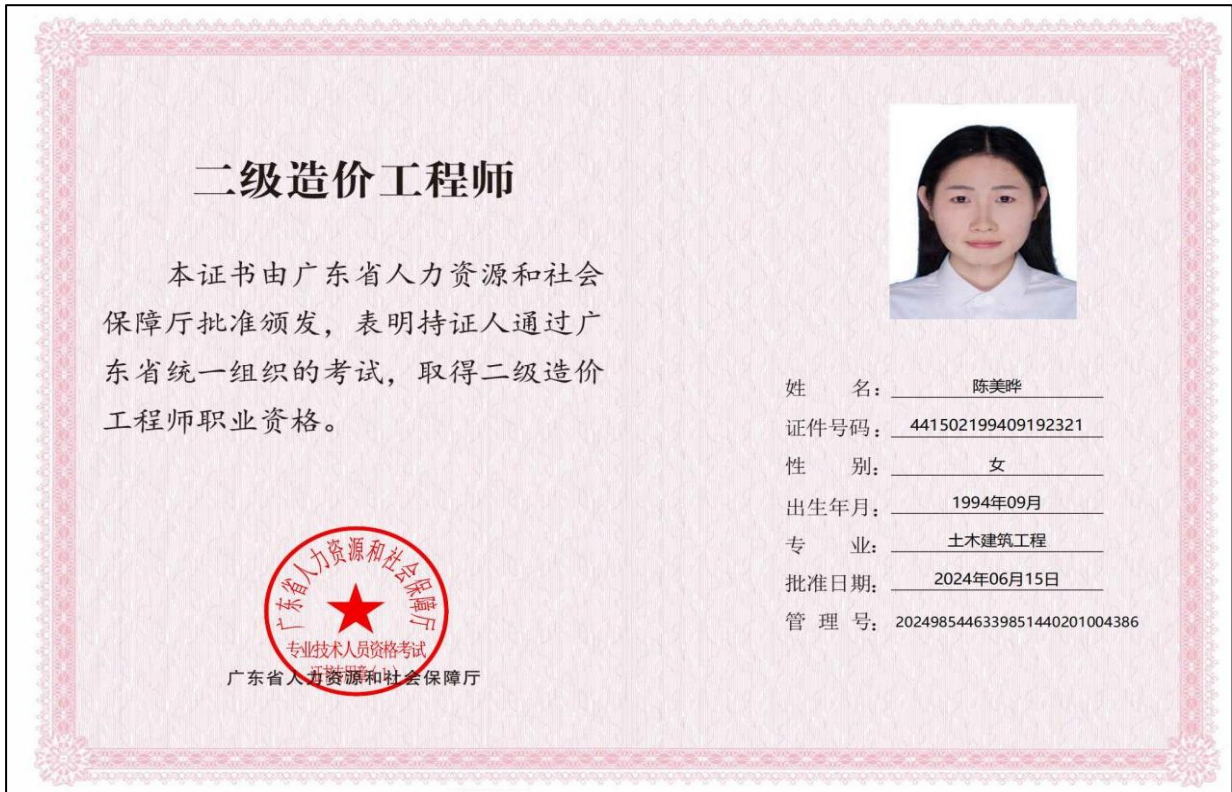 二级造价工程师
本证书由广东省人力资源和社会
保障厅批准颁发，表明持证人通过广
东省统一组织的考试，取得二级造价
工程师职业资格。
广东省人力资源和社会保障厅
专业技术人员资格考试
证书专用章(1)
广东省人力资源和社会保障厅
姓 名：陈美晔
证件号码：441502199409192321
性 别：女
出生年月：1994年09月
专 业：土木建筑工程
批准日期：2024年06月15日
管 理 号：2024985446339851440201004386